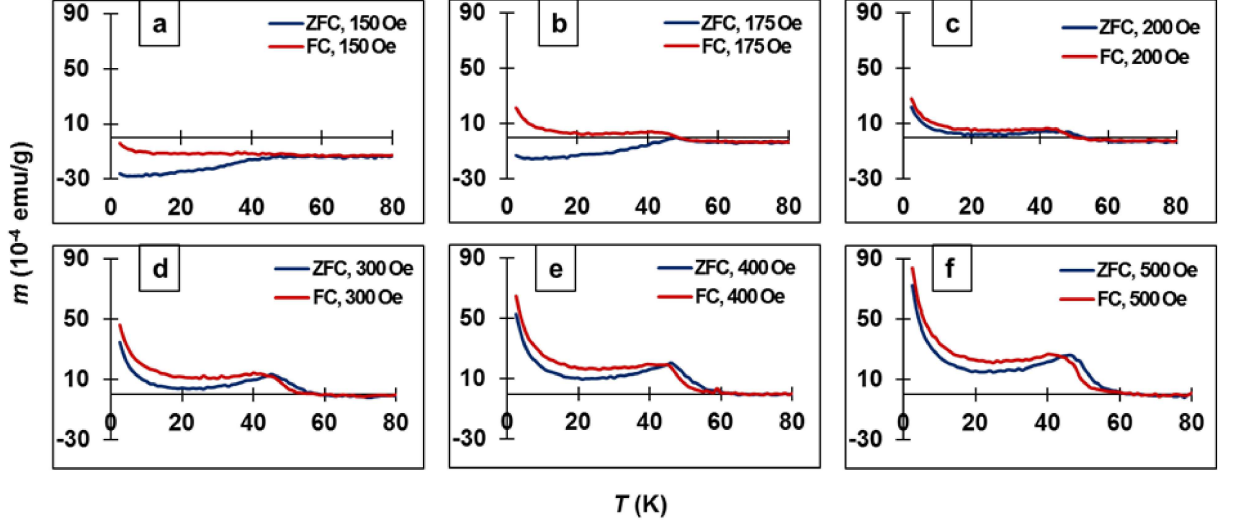 m (10⁻⁴ emu/g)
a
ZFC, 150 Oe
FC, 150 Oe
90
50
10
-30
0 20 40 60 80
b
ZFC, 175 Oe
FC, 175 Oe
90
50
10
-30
0 20 40 60 80
c
ZFC, 200 Oe
FC, 200 Oe
90
50
10
-30
0 20 40 60 80
d
ZFC, 300 Oe
FC, 300 Oe
90
50
10
-30
0 20 40 60 80
e
ZFC, 400 Oe
FC, 400 Oe
90
50
10
-30
0 20 40 60 80
f
ZFC, 500 Oe
FC, 500 Oe
90
50
10
-30
0 20 40 60 80
T (K)